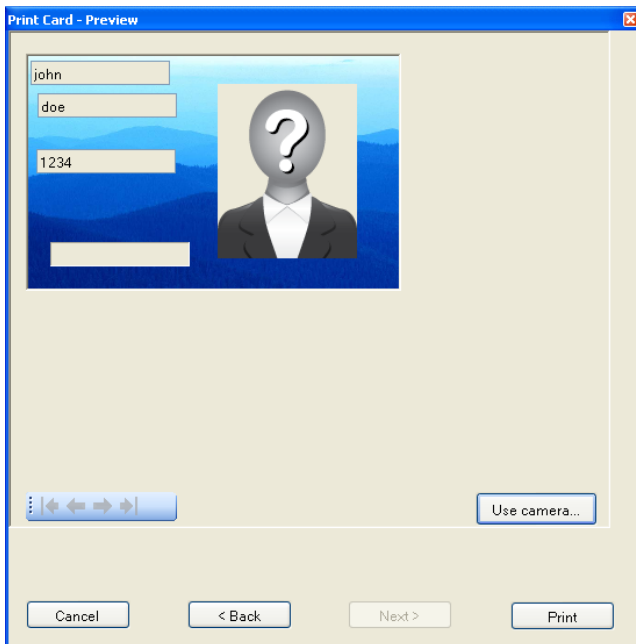 Print Card - Preview
john
doe
1234
?
Use camera...
Cancel
< Back
Next >
Print